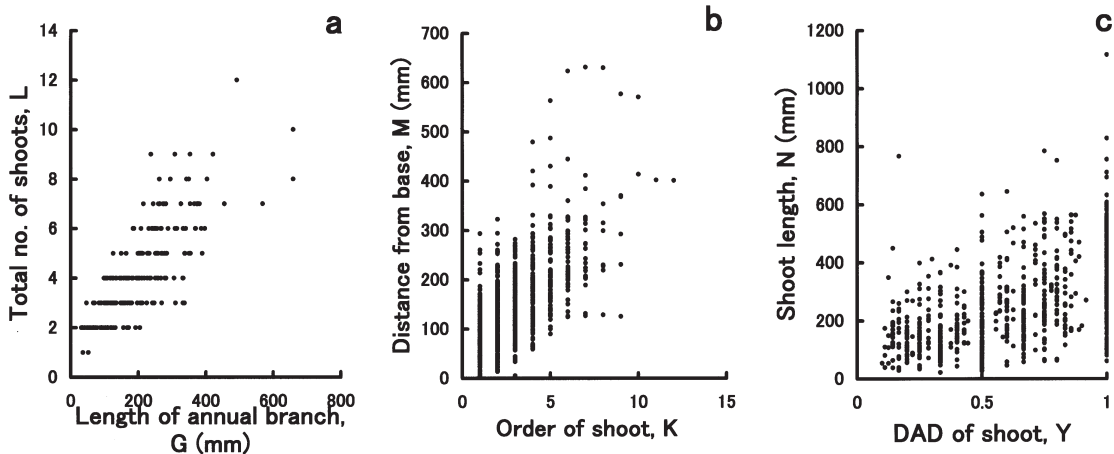 a
14
12
10
8
6
4
2
0
Total no. of shoots, L
0 200 400 600 800
Length of annual branch,
G (mm)
b
700
600
500
400
300
200
100
0
Distance from base, M (mm)
0 5 10 15
Order of shoot, K
c
1200
1000
800
600
400
200
0
Shoot length, N (mm)
0 0.5 1
DAD of shoot, Y